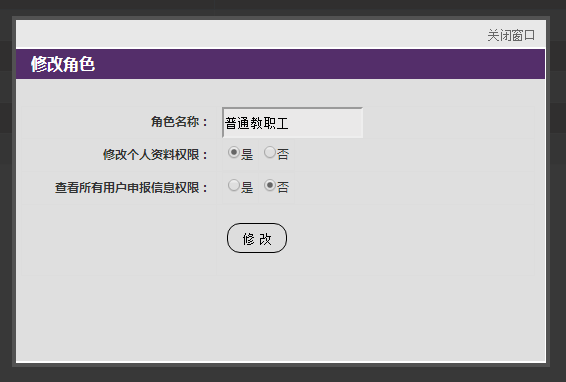 关闭窗口
修改角色
角色名称： 普通教职工
修改个人资料权限： 是 否
查看所有用户申报信息权限： 是 否
修 改